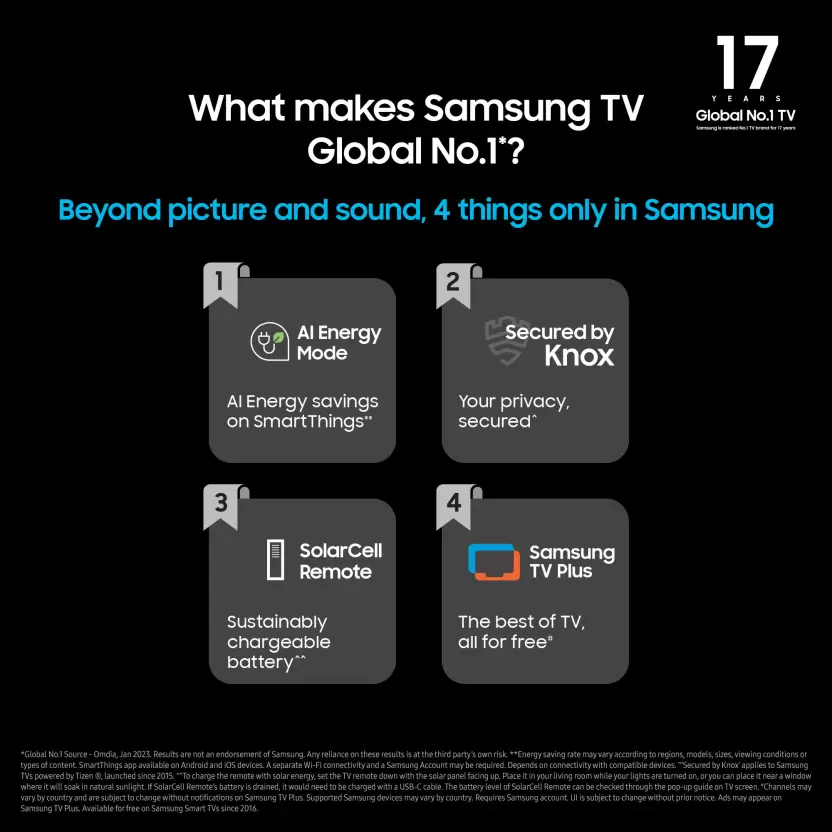 17
YEARS
Global No.1 TV
Samsung is ranked No.1 TV brand for 17 years
What makes Samsung TV
Global No.1*?
Beyond picture and sound, 4 things only in Samsung
1
AI Energy
Mode
AI Energy savings
on SmartThings**
2
Secured by
Knox
Your privacy,
secured^
3
SolarCell
Remote
Sustainably
chargeable
battery^^
4
Samsung
TV Plus
The best of TV,
all for free#
*Global No.1 Source - Omdia, Jan 2023. Results are not an endorsement of Samsung. Any reliance on these results is at the third party's own risk. **Energy saving rate may vary according to regions, models, sizes, viewing conditions or
types of content. SmartThings app available on Android and iOS devices. A separate Wi-Fi connectivity and a Samsung Account may be required. Depends on connectivity with compatible devices. ^'Secured by Knox' applies to Samsung
TVs powered by Tizen ®, launched since 2015. ^^To charge the remote with solar energy, set the TV remote down with the solar panel facing up. Place it in your living room while your lights are turned on, or you can place it near a window
where it will soak in natural sunlight. If SolarCell Remote's battery is drained, it would need to be charged with a USB-C cable. The battery level of SolarCell Remote can be checked through the pop-up guide on TV screen. #Channels may
vary by country and are subject to change without notifications on Samsung TV Plus. Supported Samsung devices may vary by country. Requires Samsung account. UI is subject to change without prior notice. Ads may appear on
Samsung TV Plus. Available for free on Samsung Smart TVs since 2016.